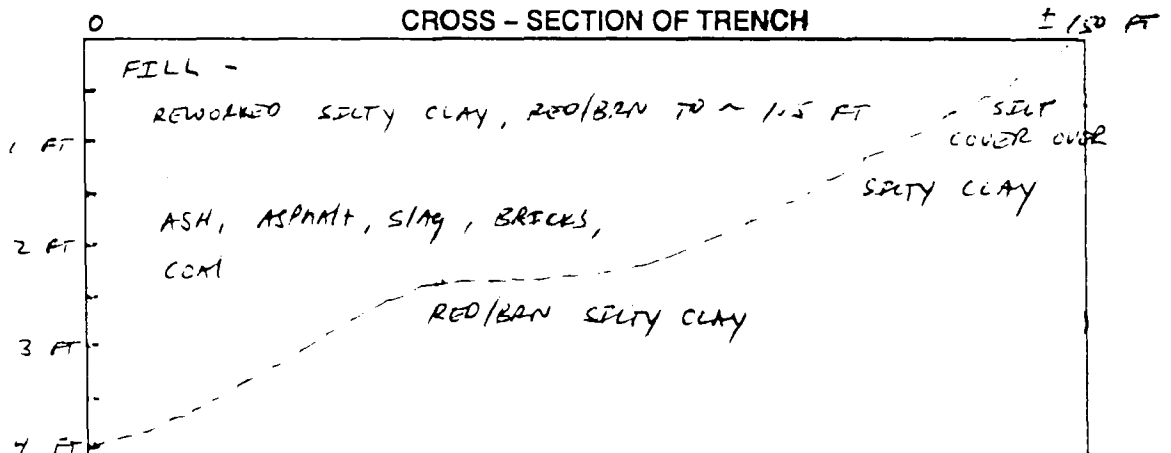 0 CROSS – SECTION OF TRENCH ± 150 FT
FILL -
REWORKED SILTY CLAY, RED/BRN TO ~ 1.5 FT
SILT
1 FT
COVER OVER
SILTY CLAY
ASH, ASPHAlt, SlAg, BRICKS,
2 FT
COAl
RED/BRN SILTY CLAY
3 FT
4 FT